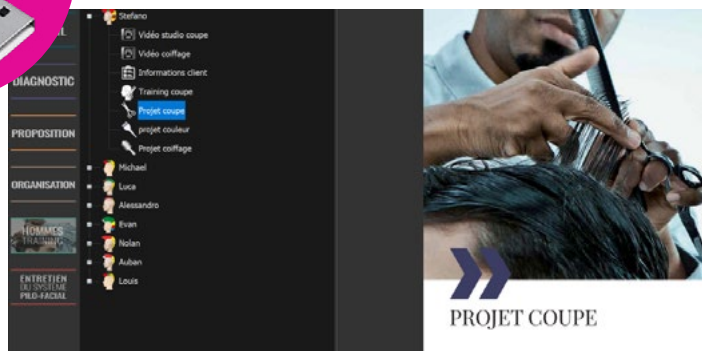 DIAGNOSTIC
PROPOSITION
ORGANISATION
HOMMES
TRAINING
ENTRETIEN
DU SYSTÈME
PILO-FACIAL
Stefano
Vidéo studio coupe
Vidéo coiffage
Informations client
Training coupe
Projet coupe
projet couleur
Projet coiffage
Michael
Luca
Alessandro
Evan
Nolan
Auban
Louis
PROJET COUPE